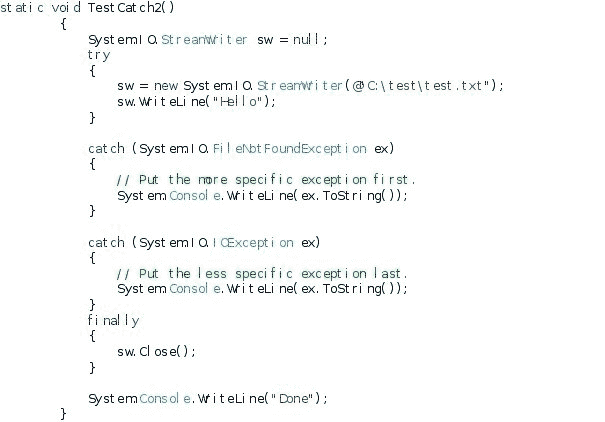 static void TestCatch2()
{
System.IO.StreamWriter sw = null;
try
{
sw = new System.IO.StreamWriter(@C:\test\test.txt");
sw.WriteLine("Hello");
}
catch (System.IO.FileNotFoundException ex)
{
// Put the more specific exception first.
System.Console.WriteLine(ex.ToString());
}
catch (System.IO.IOException ex)
{
// Put the less specific exception last.
System.Console.WriteLine(ex.ToString());
}
finally
{
sw.Close();
}
System.Console.WriteLine("Done");
}